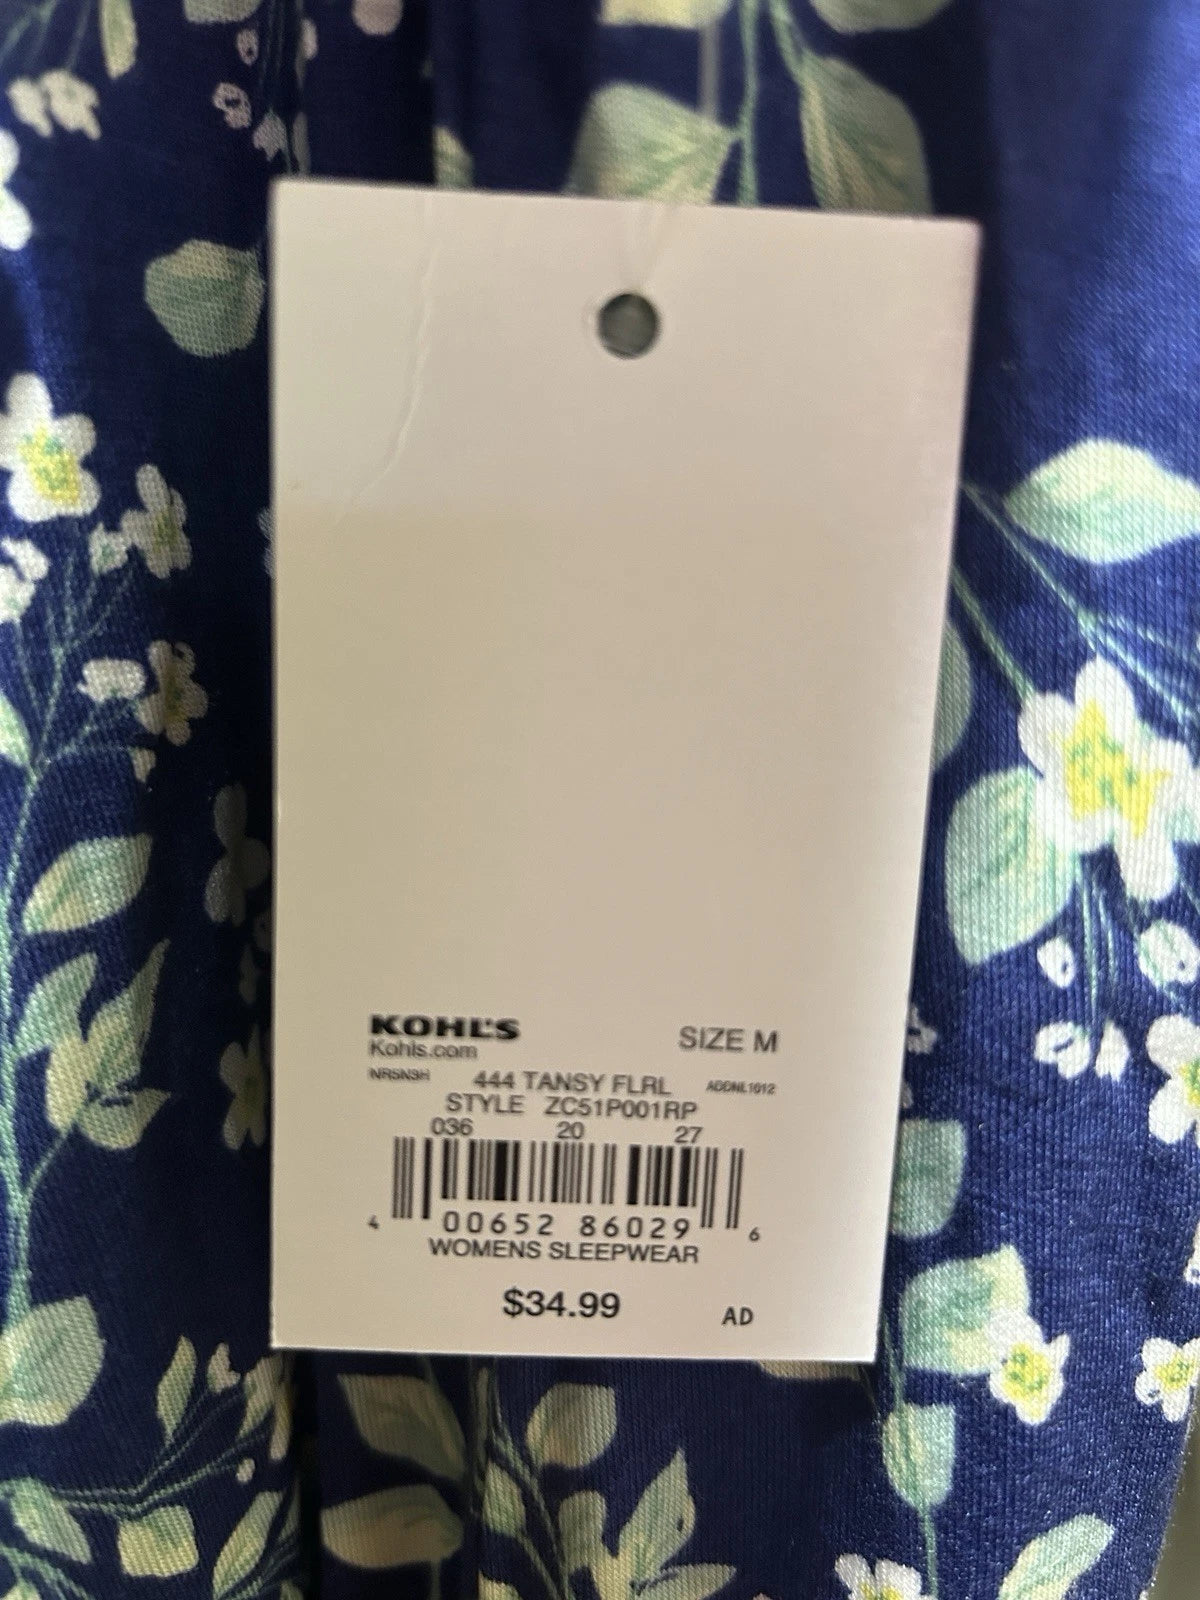 KOHL'S
Kohls.com
SIZE M
NR5N3H 444 TANSY FLRL ADDNL1012
STYLE ZC51P001RP
036 20 27
4 00652 86029 6
WOMENS SLEEPWEAR
$34.99 AD